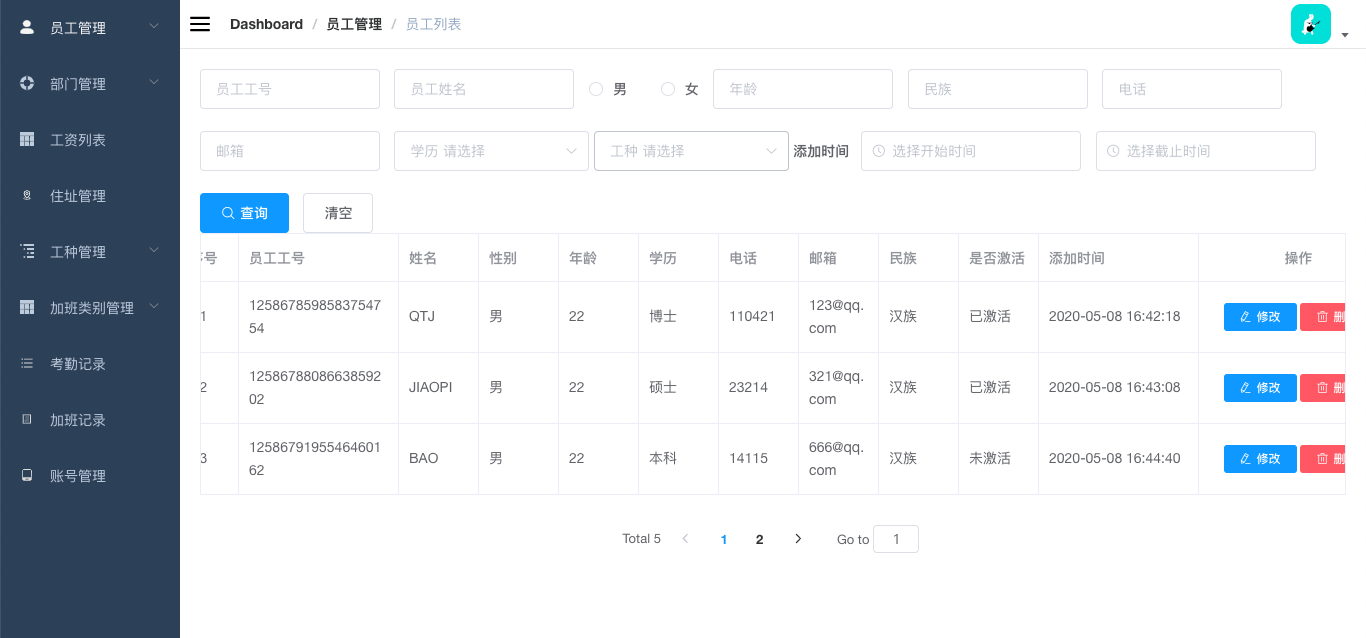 员工管理
部门管理
工资列表
住址管理
工种管理
加班类别管理
考勤记录
加班记录
账号管理
Dashboard / 员工管理 / 员工列表
员工工号 员工姓名 男 女 年龄 民族 电话
邮箱 学历 请选择 工种 请选择 添加时间 选择开始时间 选择截止时间
查询 清空
号 员工工号 姓名 性别 年龄 学历 电话 邮箱 民族 是否激活 添加时间 操作
1 12586785985837547 QTJ 男 22 博士 110421 123@qq. 汉族 已激活 2020-05-08 16:42:18 修改 删
54 com
2 12586788086638592 JIAOPI 男 22 硕士 23214 321@qq. 汉族 已激活 2020-05-08 16:43:08 修改 删
02 com
3 12586791955464601 BAO 男 22 本科 14115 666@qq. 汉族 未激活 2020-05-08 16:44:40 修改 删
62 com
Total 5 1 2 Go to 1